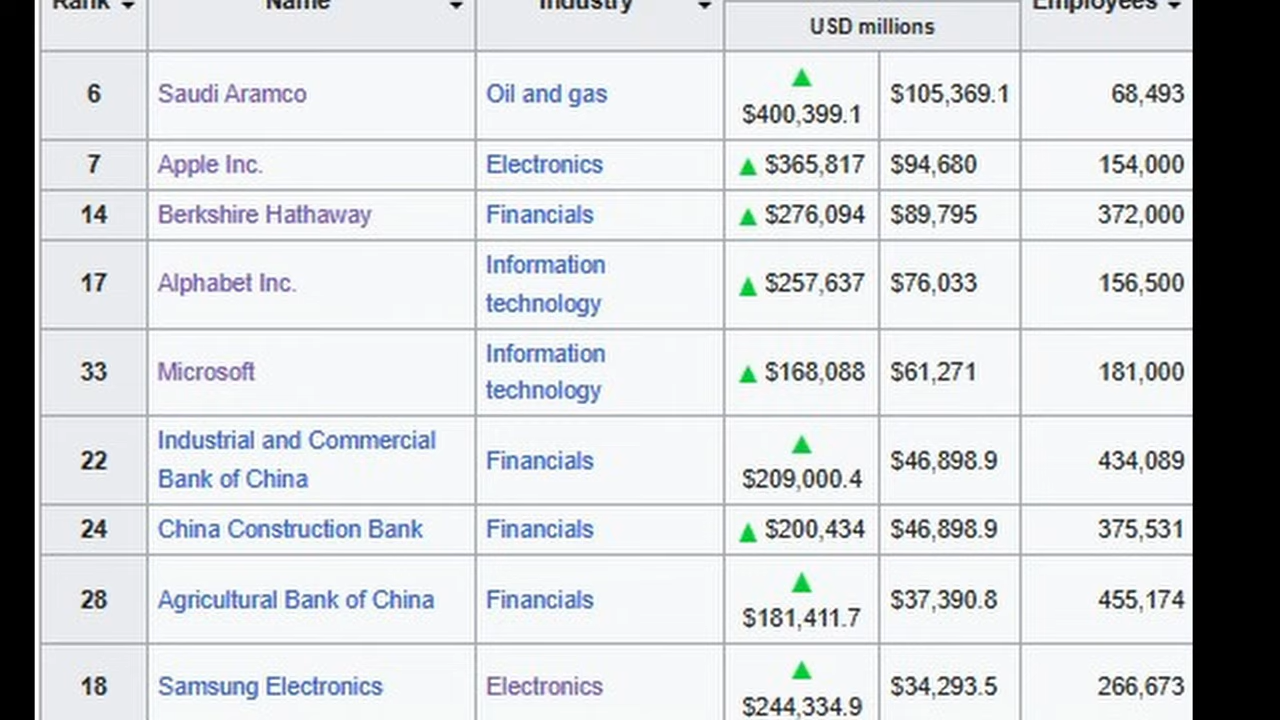 Rank Name Industry Employees
USD millions
6 Saudi Aramco Oil and gas ▲ $400,399.1 $105,369.1 68,493
7 Apple Inc. Electronics ▲ $365,817 $94,680 154,000
14 Berkshire Hathaway Financials ▲ $276,094 $89,795 372,000
17 Alphabet Inc. Information technology ▲ $257,637 $76,033 156,500
33 Microsoft Information technology ▲ $168,088 $61,271 181,000
22 Industrial and Commercial Bank of China Financials ▲ $209,000.4 $46,898.9 434,089
24 China Construction Bank Financials ▲ $200,434 $46,898.9 375,531
28 Agricultural Bank of China Financials ▲ $181,411.7 $37,390.8 455,174
18 Samsung Electronics Electronics ▲ $244,334.9 $34,293.5 266,673